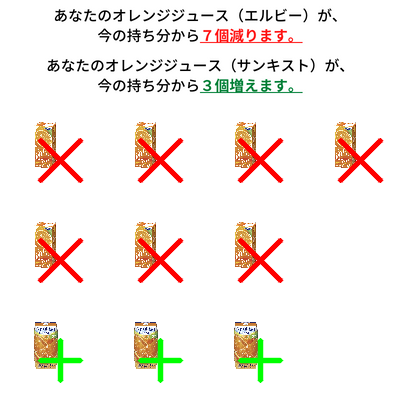 あなたのオレンジジュース（エルビー）が、
今の持ち分から７個減ります。
あなたのオレンジジュース（サンキスト）が、
今の持ち分から３個増えます。